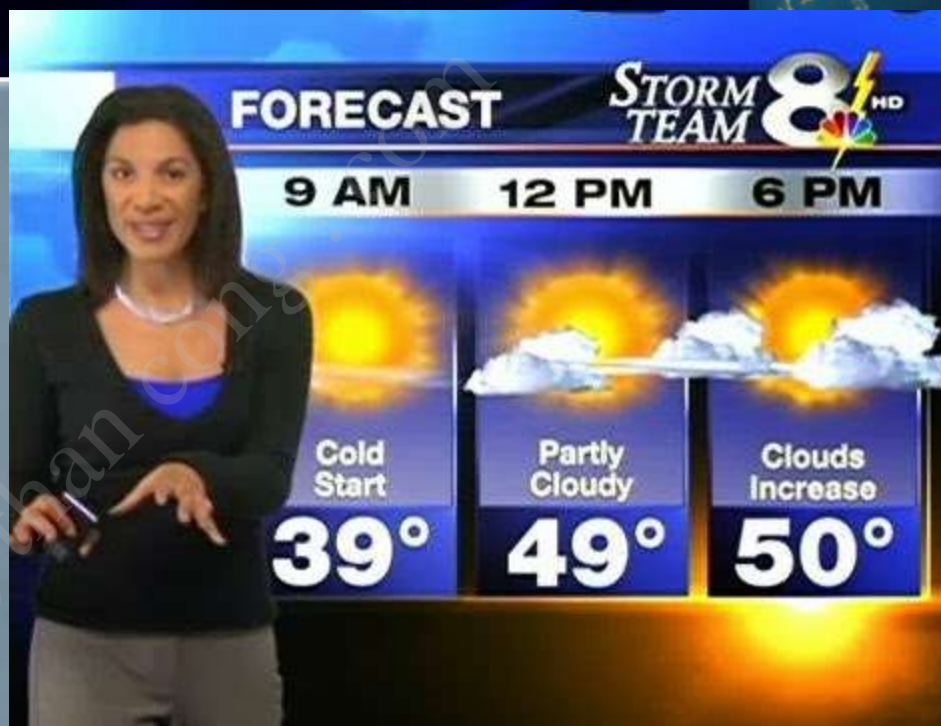 FORECAST
STORM
TEAM
8
HD
9 AM
12 PM
6 PM
Cold
Start
Partly
Cloudy
Clouds
Increase
39°
49°
50°